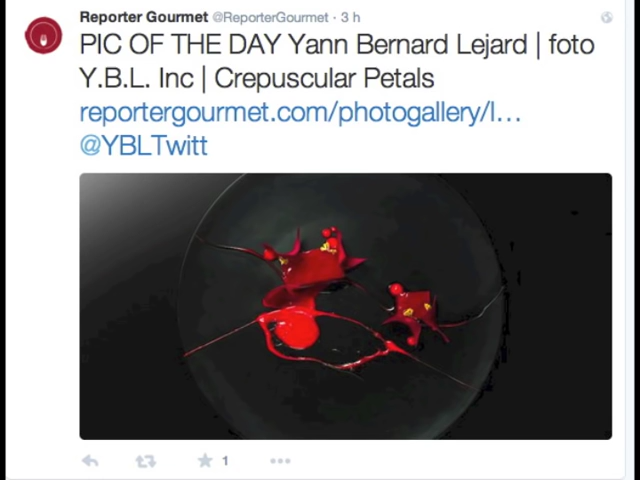 Reporter Gourmet @ReporterGourmet · 3 h
PIC OF THE DAY Yann Bernard Lejard | foto
Y.B.L. Inc | Crepuscular Petals
reportergourmet.com/photogallery/l…
@YBLTwitt
1